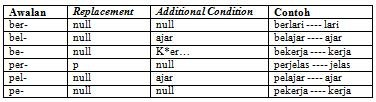 Awalan Replacement Additional Condition Contoh
ber- null null berlari ---- lari
bel- null ajar belajar ---- ajar
be- null K*er... bekerja ---- kerja
per- p null perjelas ---- jelas
pel- null ajar pelajar ---- ajar
pe- null null pekerja ---- kerja